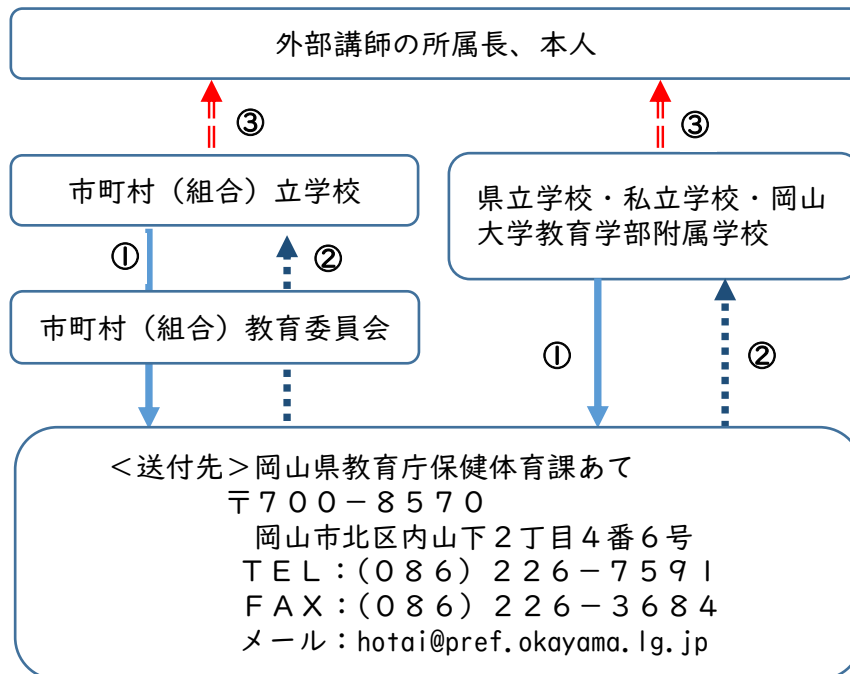 外部講師の所属長、本人
③
③
市町村（組合）立学校
県立学校・私立学校・岡山
大学教育学部附属学校
①
②
市町村（組合）教育委員会
①
②
＜送付先＞岡山県教育庁保健体育課あて
〒７００－８５７０
岡山市北区内山下２丁目４番６号
ＴＥＬ：（０８６）２２６－７５９１
ＦＡＸ：（０８６）２２６－３６８４
メール：hotai@pref.okayama.lg.jp